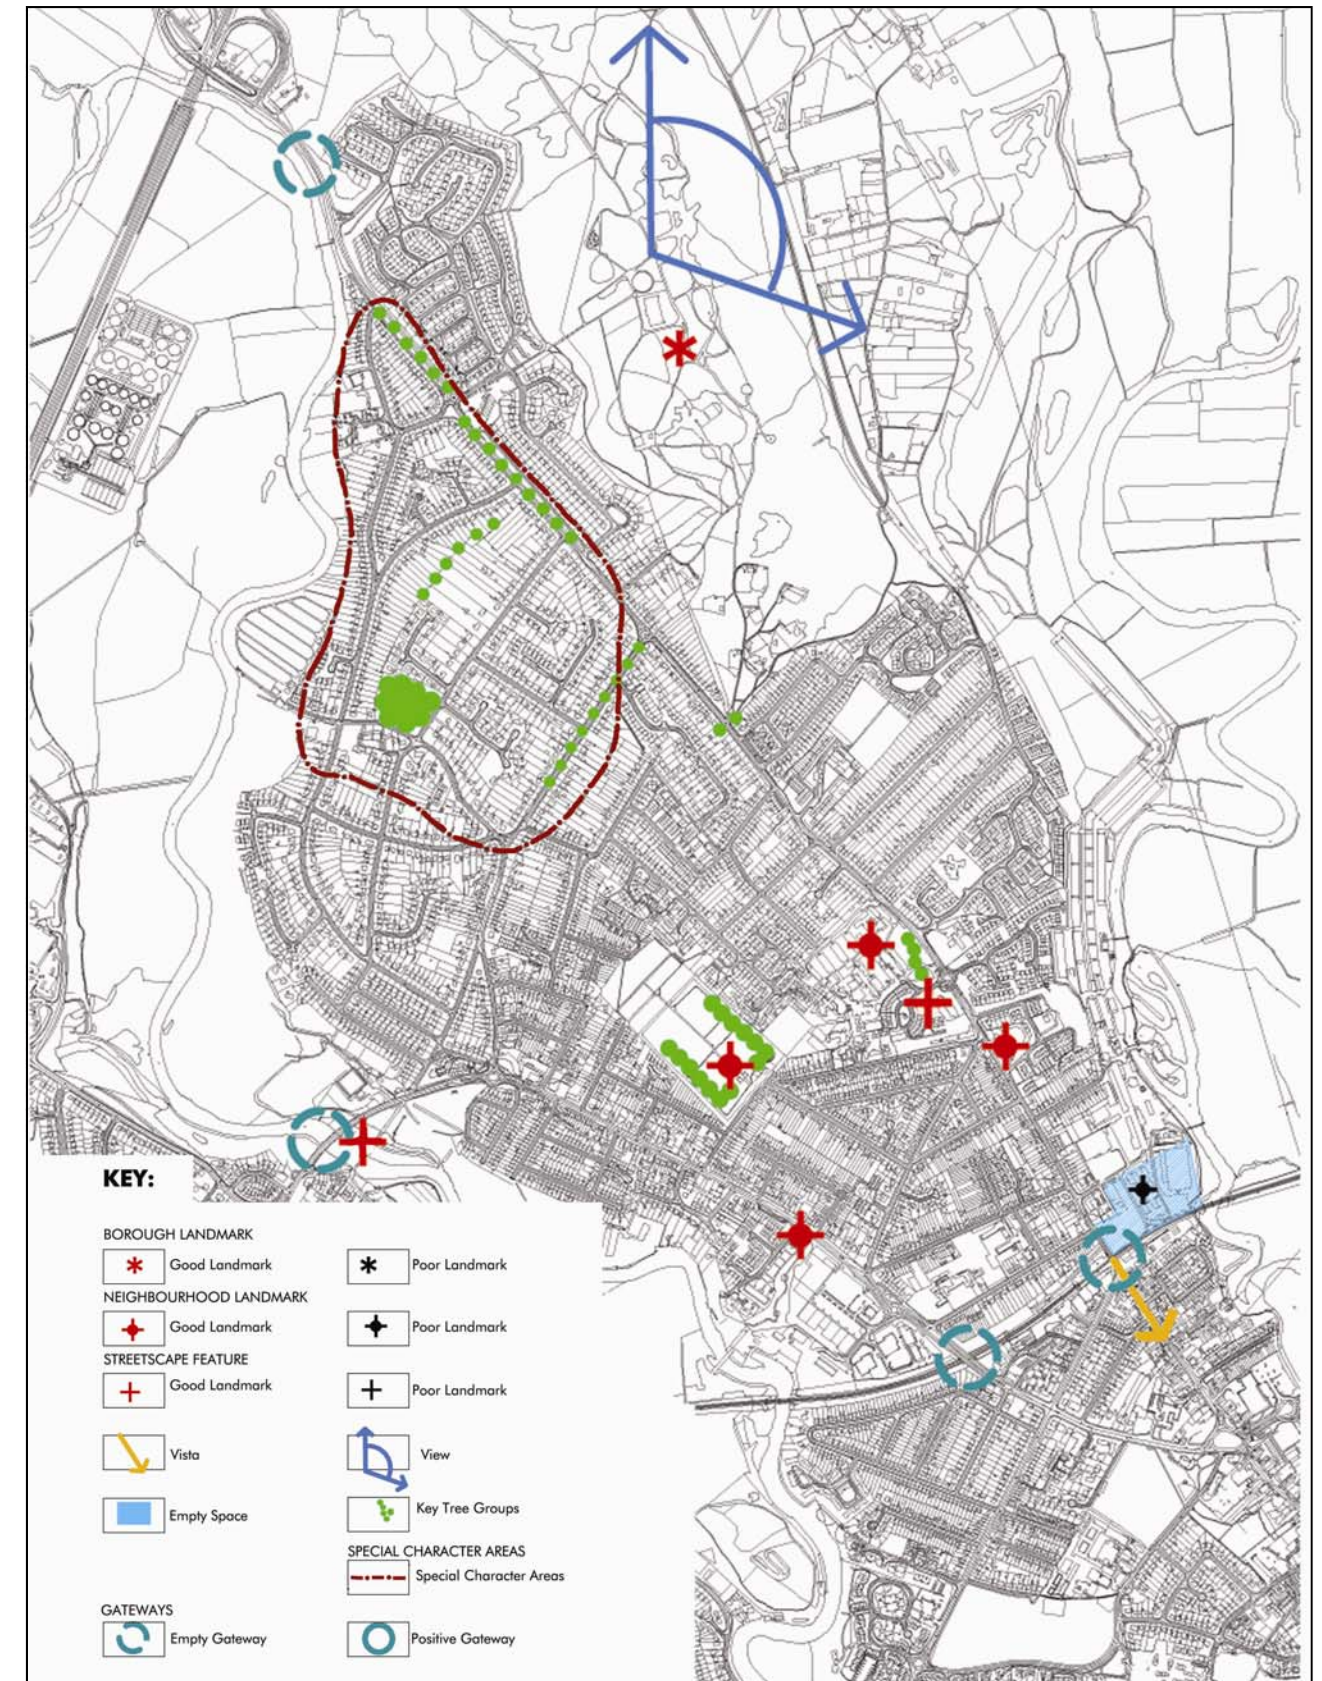 KEY:
BOROUGH LANDMARK
Good Landmark
Poor Landmark
NEIGHBOURHOOD LANDMARK
Good Landmark
Poor Landmark
STREETSCAPE FEATURE
Good Landmark
Poor Landmark
Vista
View
Empty Space
Key Tree Groups
SPECIAL CHARACTER AREAS
Special Character Areas
GATEWAYS
Empty Gateway
Positive Gateway